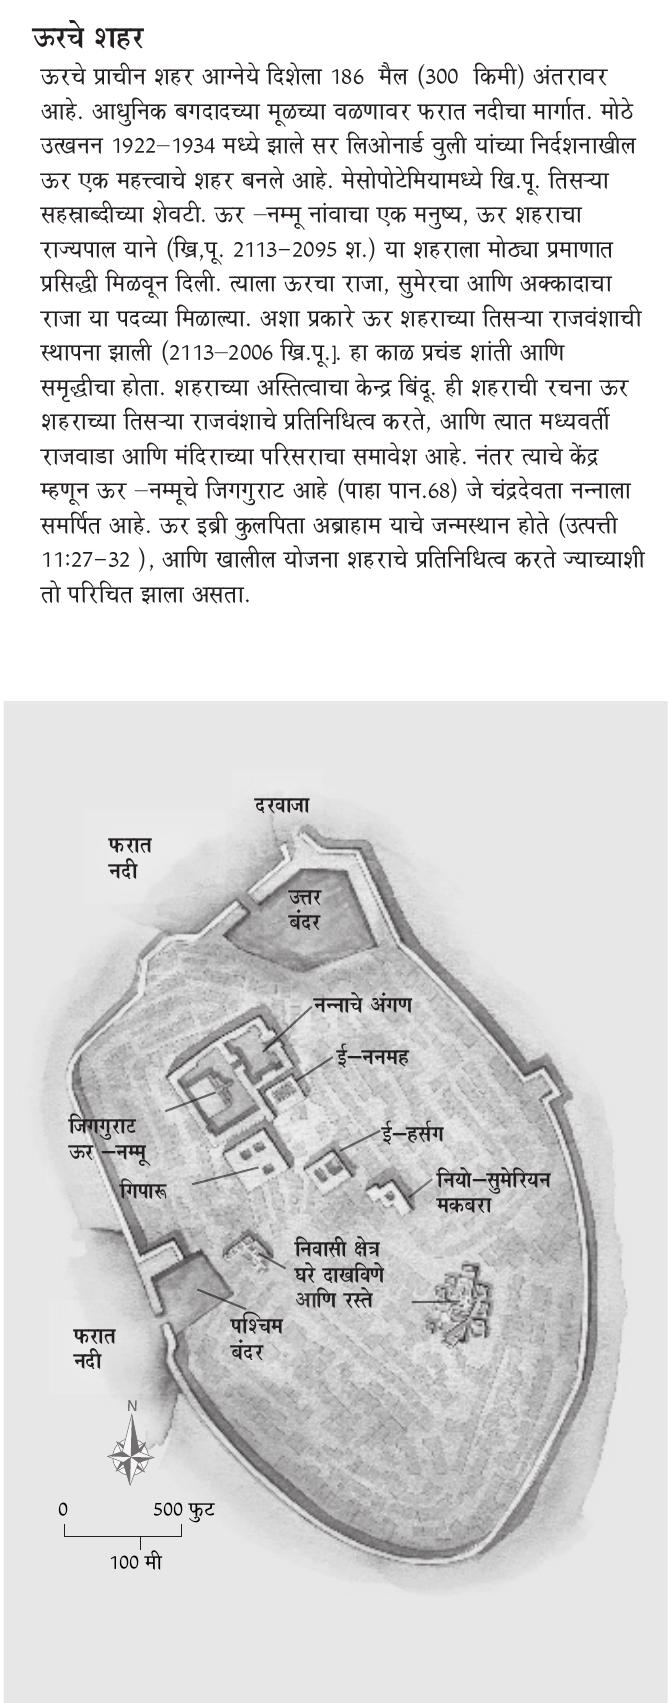 ऊरचे शहर
ऊरचे प्राचीन शहर आग्नेये दिशेला 186 मैल (300 किमी) अंतरावर
आहे. आधुनिक बगदादच्या मूळच्या वळणावर फरात नदीचा मार्गात. मोठे
उत्खनन 1922–1934 मध्ये झाले सर लिओनार्ड वुली यांच्या निर्दशनाखील
ऊर एक महत्त्वाचे शहर बनले आहे. मेसोपोटेमियामध्ये खि.पू. तिसऱ्या
सहस्राब्दीच्या शेवटी. ऊर –नम्मू नांवाचा एक मनुष्य, ऊर शहराचा
राज्यपाल याने (ख्रि,पू. 2113–2095 श.) या शहराला मोठ्या प्रमाणात
प्रसिद्धी मिळवून दिली. त्याला ऊरचा राजा, सुमेरचा आणि अक्कादाचा
राजा या पदव्या मिळाल्या. अशा प्रकारे ऊर शहराच्या तिसऱ्या राजवंशाची
स्थापना झाली (2113–2006 खि.पू.]. हा काळ प्रचंड शांती आणि
समृद्धीचा होता. शहराच्या अस्तित्वाचा केन्द्र बिंदू. ही शहराची रचना ऊर
शहराच्या तिसऱ्या राजवंशाचे प्रतिनिधित्व करते, आणि त्यात मध्यवर्ती
राजवाडा आणि मंदिराच्या परिसराचा समावेश आहे. नंतर त्याचे केंद्र
म्हणून ऊर –नम्मूचे जिगगुराट आहे (पाहा पान.68) जे चंद्रदेवता नन्नाला
समर्पित आहे. ऊर इब्री कुलपिता अब्राहाम याचे जन्मस्थान होते (उत्पत्ती
11:27–32 ), आणि खालील योजना शहराचे प्रतिनिधित्व करते ज्याच्याशी
तो परिचित झाला असता.
दरवाजा
फरात
नदी
उत्तर
बंदर
नन्नाचे अंगण
ई–ननमह
जिगगुराट
ऊर –नम्मू
ई–हर्सग
गिपारू
नियो–सुमेरियन
मकबरा
निवासी क्षेत्र
घरे दाखविणे
आणि रस्ते
पश्चिम
बंदर
फरात
नदी
N
0 500 फुट
100 मी